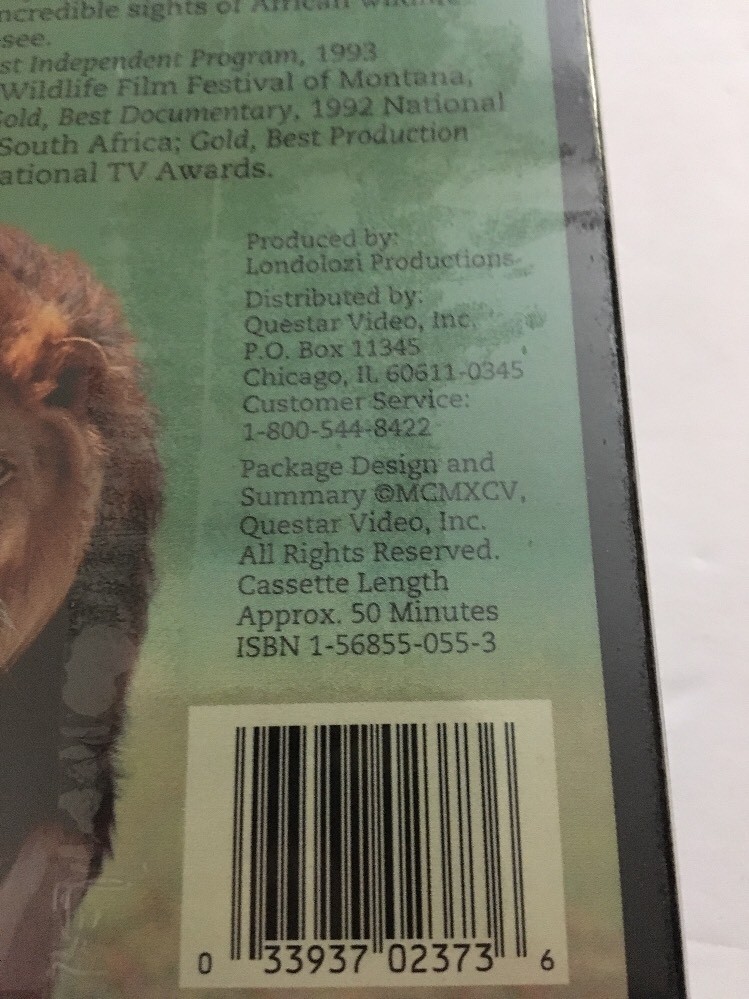 ncredible sights of African wildlife
see.
st Independent Program, 1993
Wildlife Film Festival of Montana,
Gold, Best Documentary, 1992 National
South Africa; Gold, Best Production
ational TV Awards.
Produced by:
Londolozi Productions
Distributed by:
Questar Video, Inc.
P.O. Box 11345
Chicago, IL 60611-0345
Customer Service:
1-800-544-8422
Package Design and
Summary ©MCMXCV,
Questar Video, Inc.
All Rights Reserved.
Cassette Length
Approx. 50 Minutes
ISBN 1-56855-055-3
0 33937 02373 6